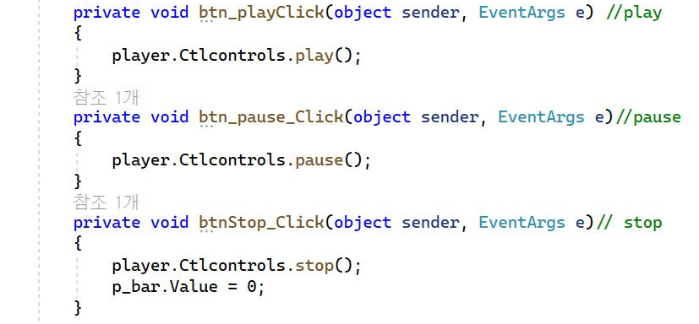 private void btn_playClick(object sender, EventArgs e) //play
{
player.Ctlcontrols.play();
}
참조 1개
private void btn_pause_Click(object sender, EventArgs e)//pause
{
player.Ctlcontrols.pause();
}
참조 1개
private void btnStop_Click(object sender, EventArgs e)// stop
{
player.Ctlcontrols.stop();
p_bar.Value = 0;
}